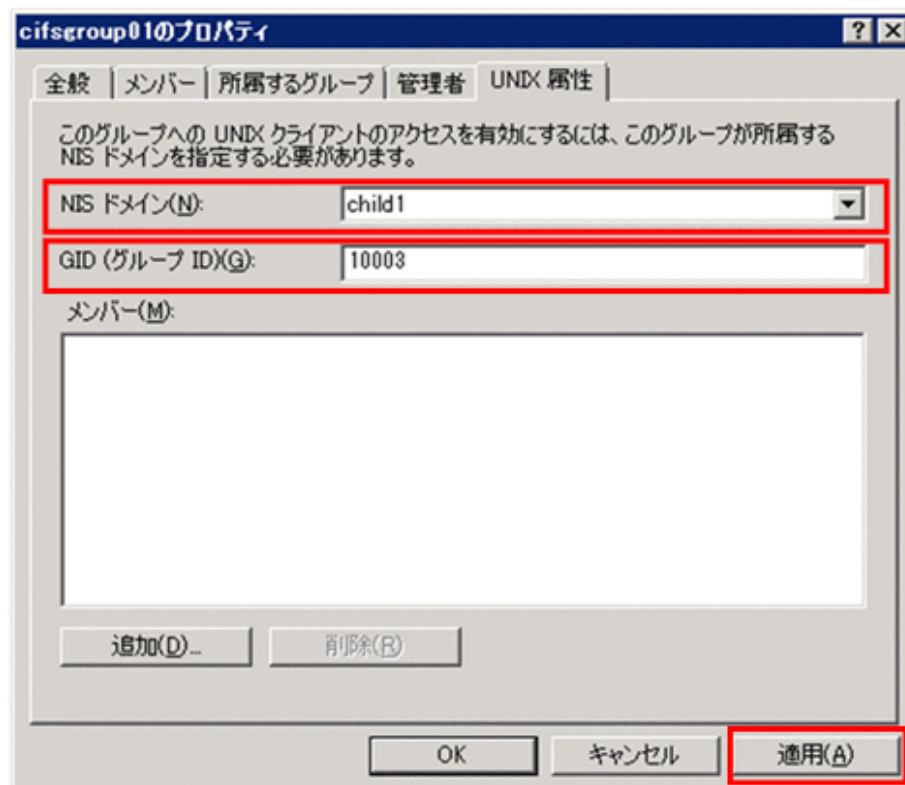 cifsgroup01のプロパティ
全般 メンバー 所属するグループ 管理者 UNIX 属性
このグループへの UNIX クライアントのアクセスを有効にするには、このグループが所属する
NIS ドメインを指定する必要があります。
NIS ドメイン(N): child1
GID (グループ ID)(G): 10003
メンバー(M):
追加(D)... 削除(R)
OK キャンセル 適用(A)